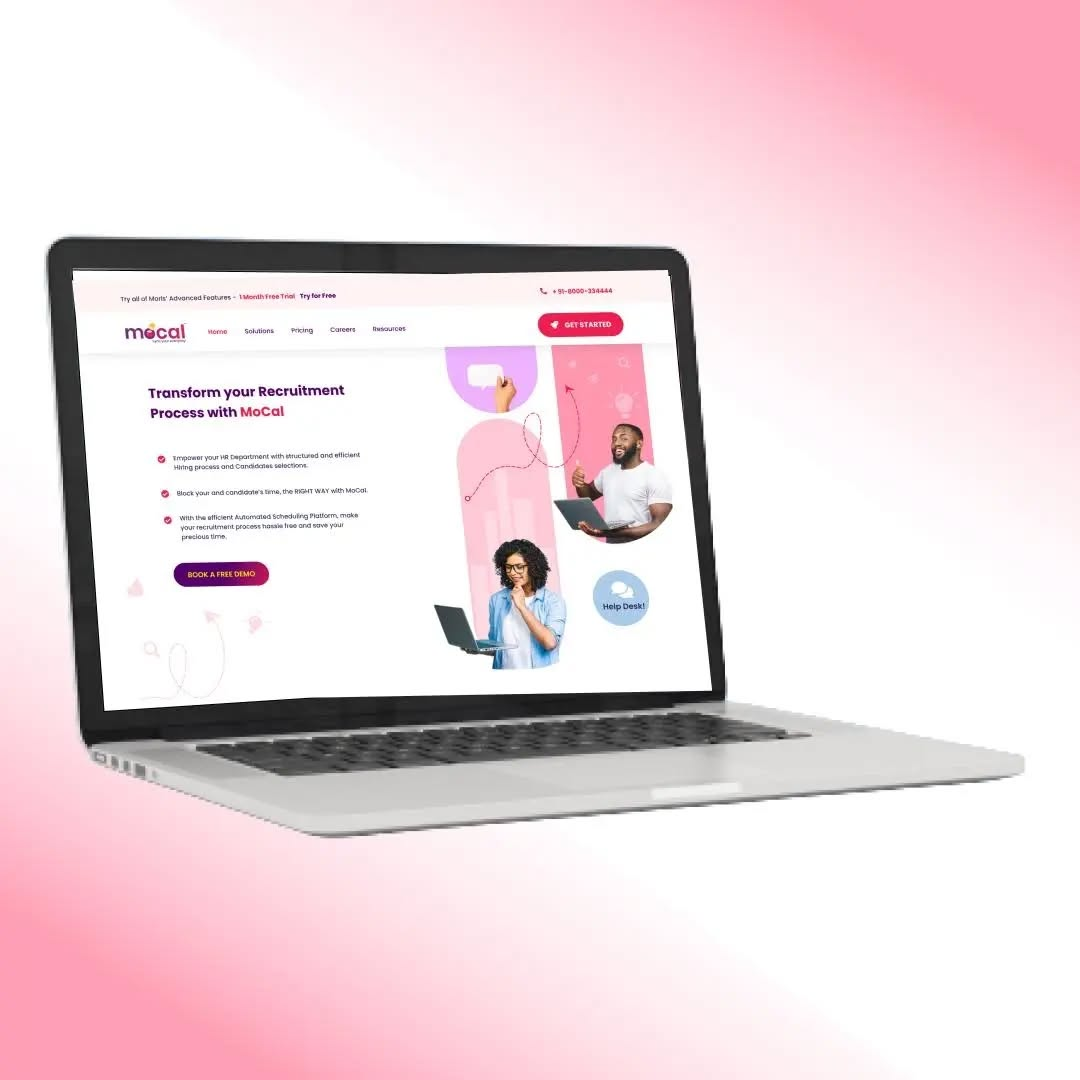 Try all of Moris' Advanced Features - 1 Month Free Trial Try for Free
+ 91-8000-334444
mocal
Home Solutions Pricing Careers Resources
GET STARTED
Transform your Recruitment
Process with MoCal
Empower your HR Department with structured and efficient
Hiring process and Candidates selections.
Block your and candidate's time, the RIGHT WAY with MoCal.
With the efficient Automated Scheduling Platform, make
your recruitment process hassle free and save your
precious time.
BOOK A FREE DEMO
Help Desk!